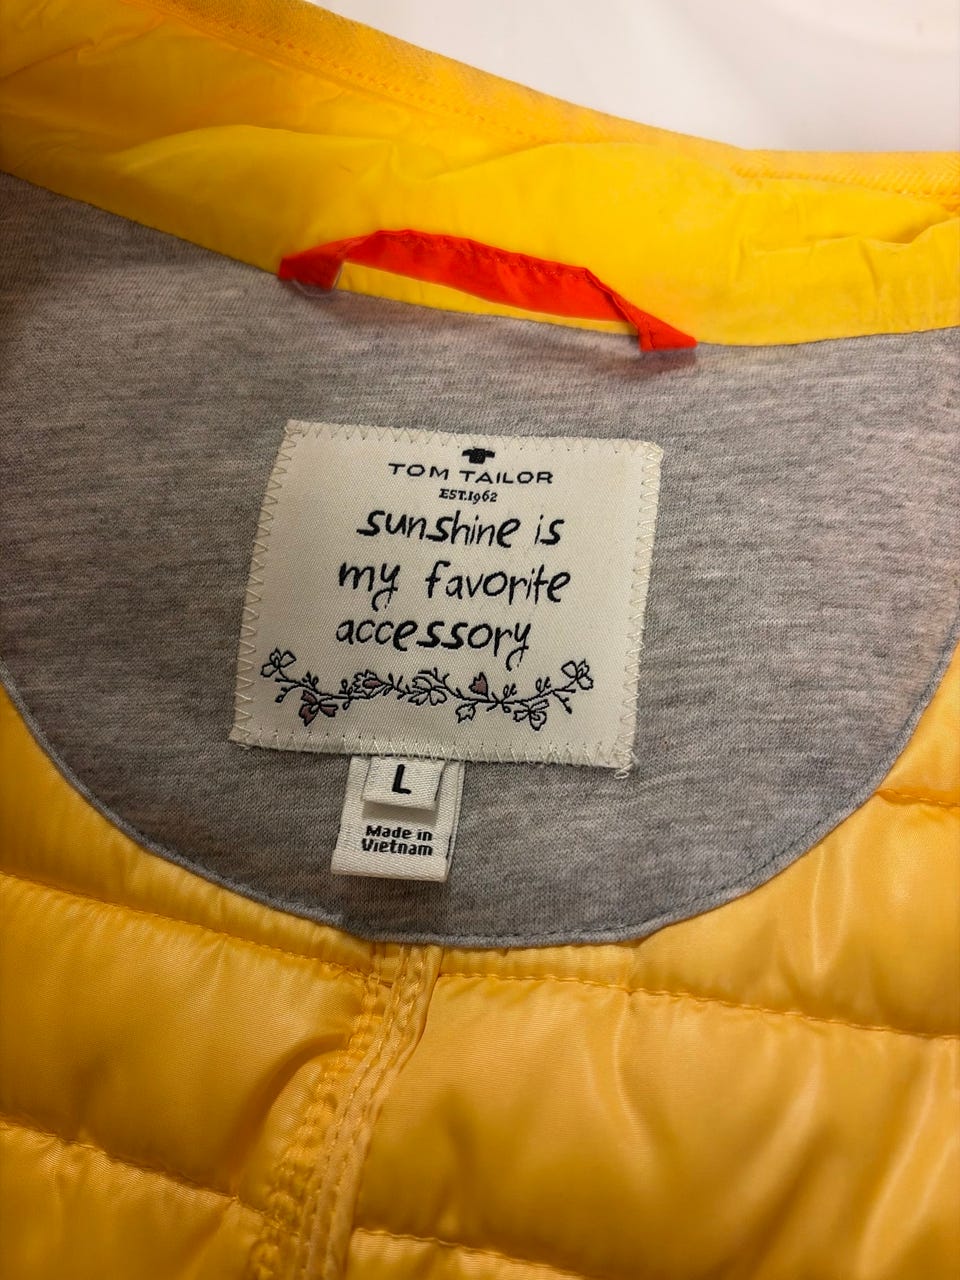 TOM TAILOR
EST.1962
sunshine is
my favorite
accessory
L
Made in
Vietnam